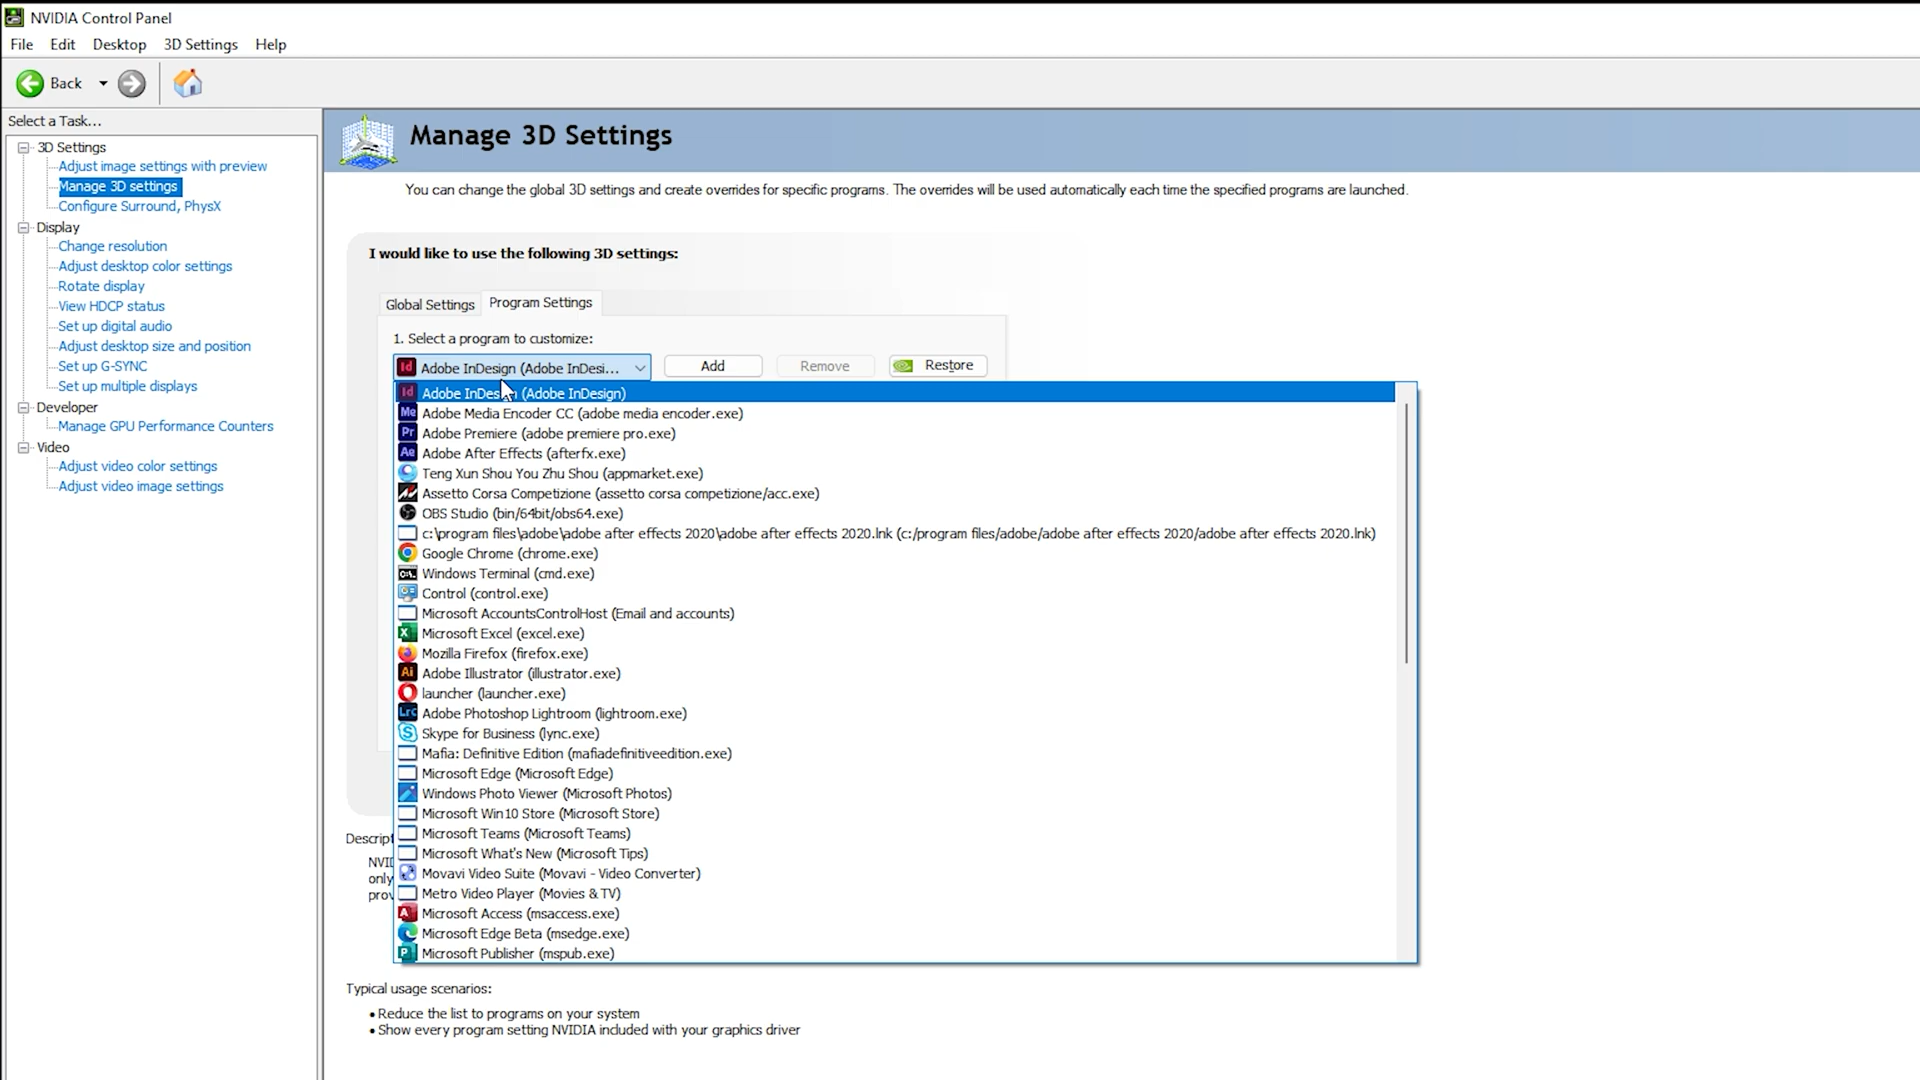 NVIDIA Control Panel
File Edit Desktop 3D Settings Help
Back
Select a Task...
3D Settings
Adjust image settings with preview
Manage 3D settings
Configure Surround, PhysX
Display
Change resolution
Adjust desktop color settings
Rotate display
View HDCP status
Set up digital audio
Adjust desktop size and position
Set up G-SYNC
Set up multiple displays
Developer
Manage GPU Performance Counters
Video
Adjust video color settings
Adjust video image settings
Manage 3D Settings
You can change the global 3D settings and create overrides for specific programs. The overrides will be used automatically each time the specified programs are launched.
I would like to use the following 3D settings:
Global Settings Program Settings
1. Select a program to customize:
Id Adobe InDesign (Adobe InDesi... Add Remove Restore
Id Adobe InDesign (Adobe InDesign)
Me Adobe Media Encoder CC (adobe media encoder.exe)
Pr Adobe Premiere (adobe premiere pro.exe)
Ae Adobe After Effects (afterfx.exe)
Teng Xun Shou You Zhu Shou (appmarket.exe)
Assetto Corsa Competizione (assetto corsa competizione/acc.exe)
OBS Studio (bin/64bit/obs64.exe)
c:\program files\adobe\adobe after effects 2020\adobe after effects 2020.lnk (c:/program files/adobe/adobe after effects 2020/adobe after effects 2020.lnk)
Google Chrome (chrome.exe)
Windows Terminal (cmd.exe)
Control (control.exe)
Microsoft AccountsControlHost (Email and accounts)
Microsoft Excel (excel.exe)
Mozilla Firefox (firefox.exe)
Ai Adobe Illustrator (illustrator.exe)
launcher (launcher.exe)
Lrc Adobe Photoshop Lightroom (lightroom.exe)
Skype for Business (lync.exe)
Mafia: Definitive Edition (mafiadefinitiveedition.exe)
Microsoft Edge (Microsoft Edge)
Windows Photo Viewer (Microsoft Photos)
Microsoft Win10 Store (Microsoft Store)
Microsoft Teams (Microsoft Teams)
Microsoft What's New (Microsoft Tips)
Movavi Video Suite (Movavi - Video Converter)
Metro Video Player (Movies & TV)
Microsoft Access (msaccess.exe)
Microsoft Edge Beta (msedge.exe)
Microsoft Publisher (mspub.exe)
Descript
NVID
only
prov
Typical usage scenarios:
• Reduce the list to programs on your system
• Show every program setting NVIDIA included with your graphics driver